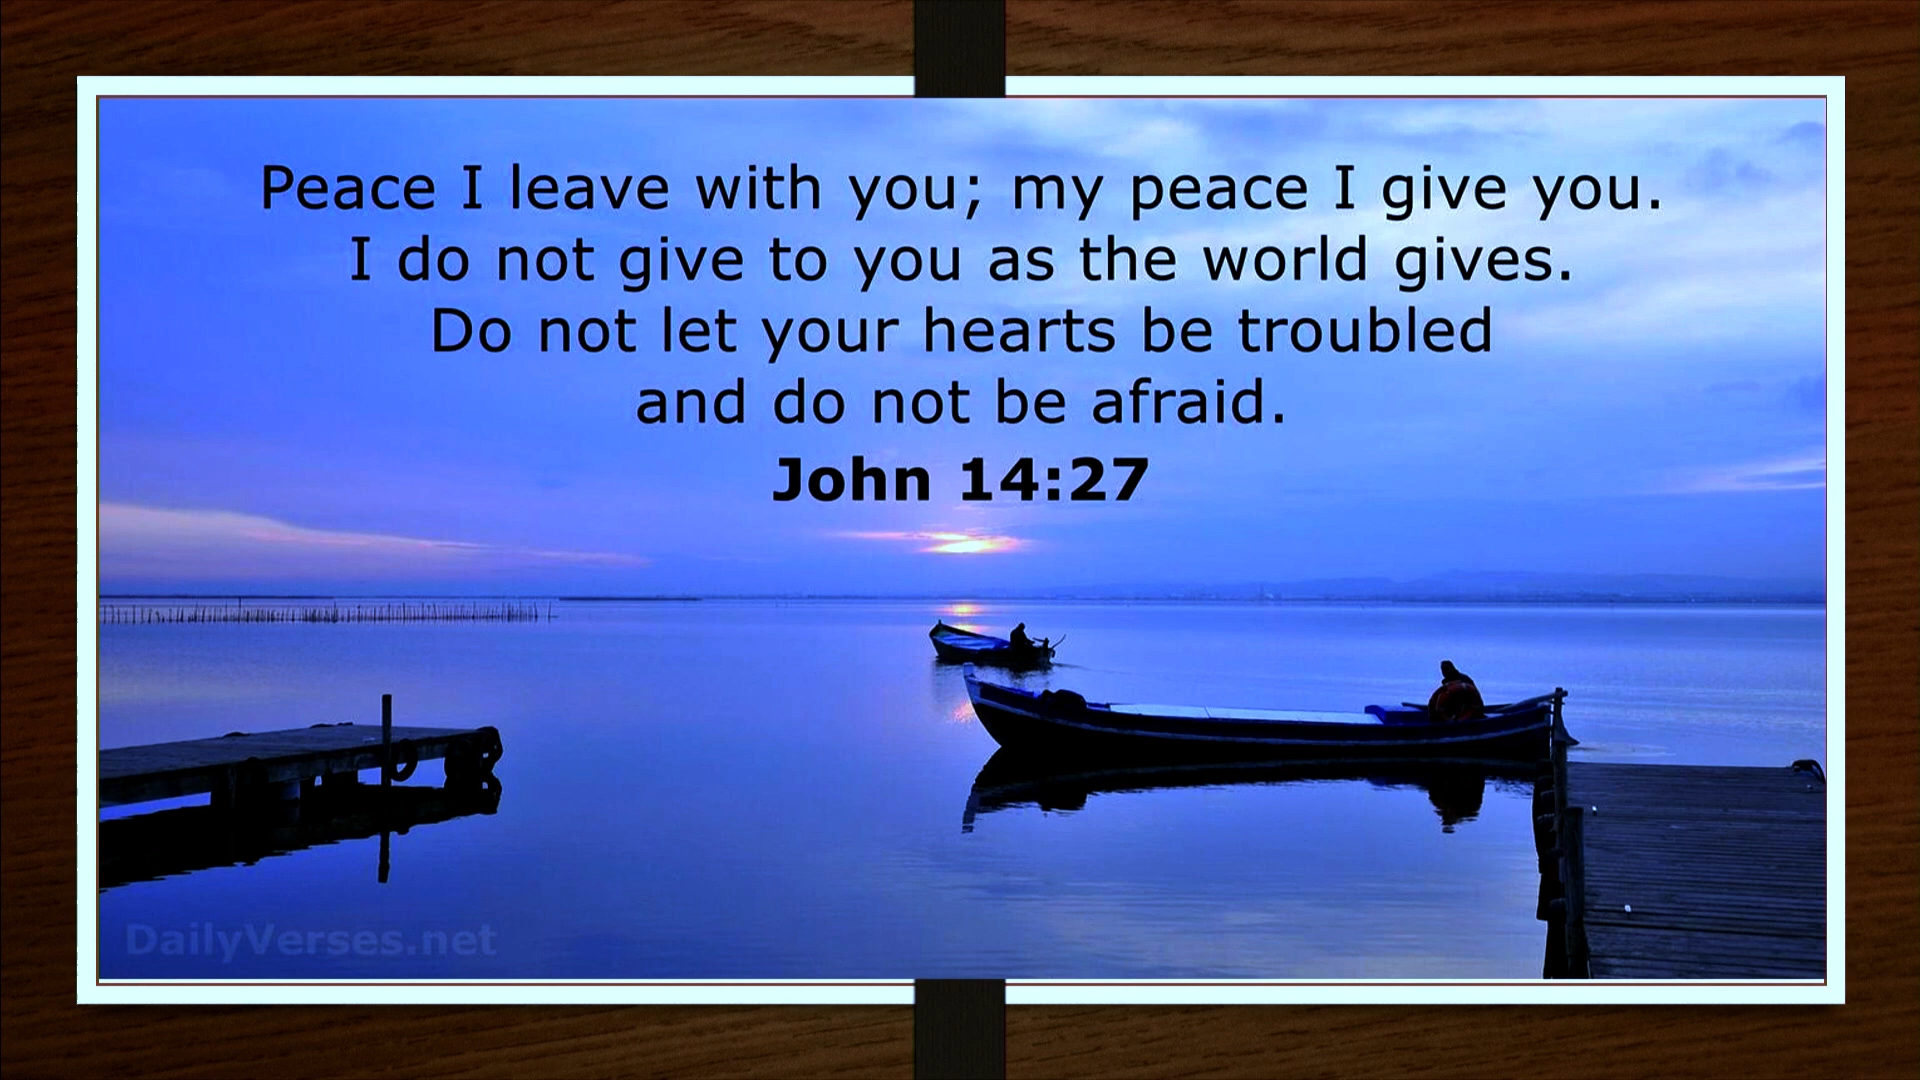 Peace I leave with you; my peace I give you.
I do not give to you as the world gives.
Do not let your hearts be troubled
and do not be afraid.
John 14:27
DailyVerses.net